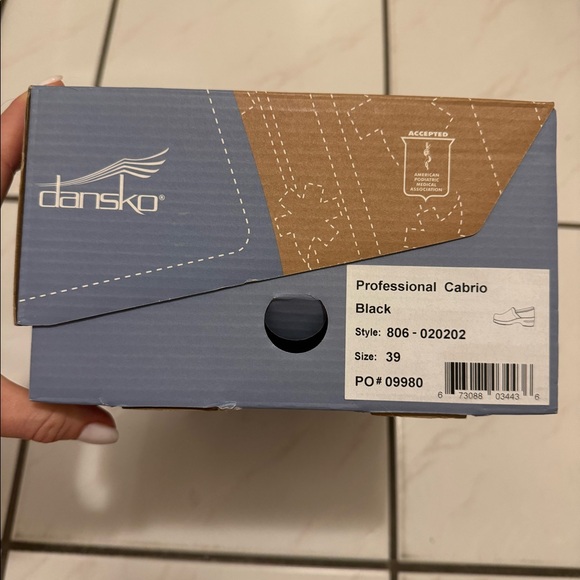 dansko®
ACCEPTED
AMERICAN
PODIATRIC
MEDICAL
ASSOCIATION
Professional Cabrio
Black
Style: 806 - 020202
Size: 39
PO# 09980
6 73088 03443 6